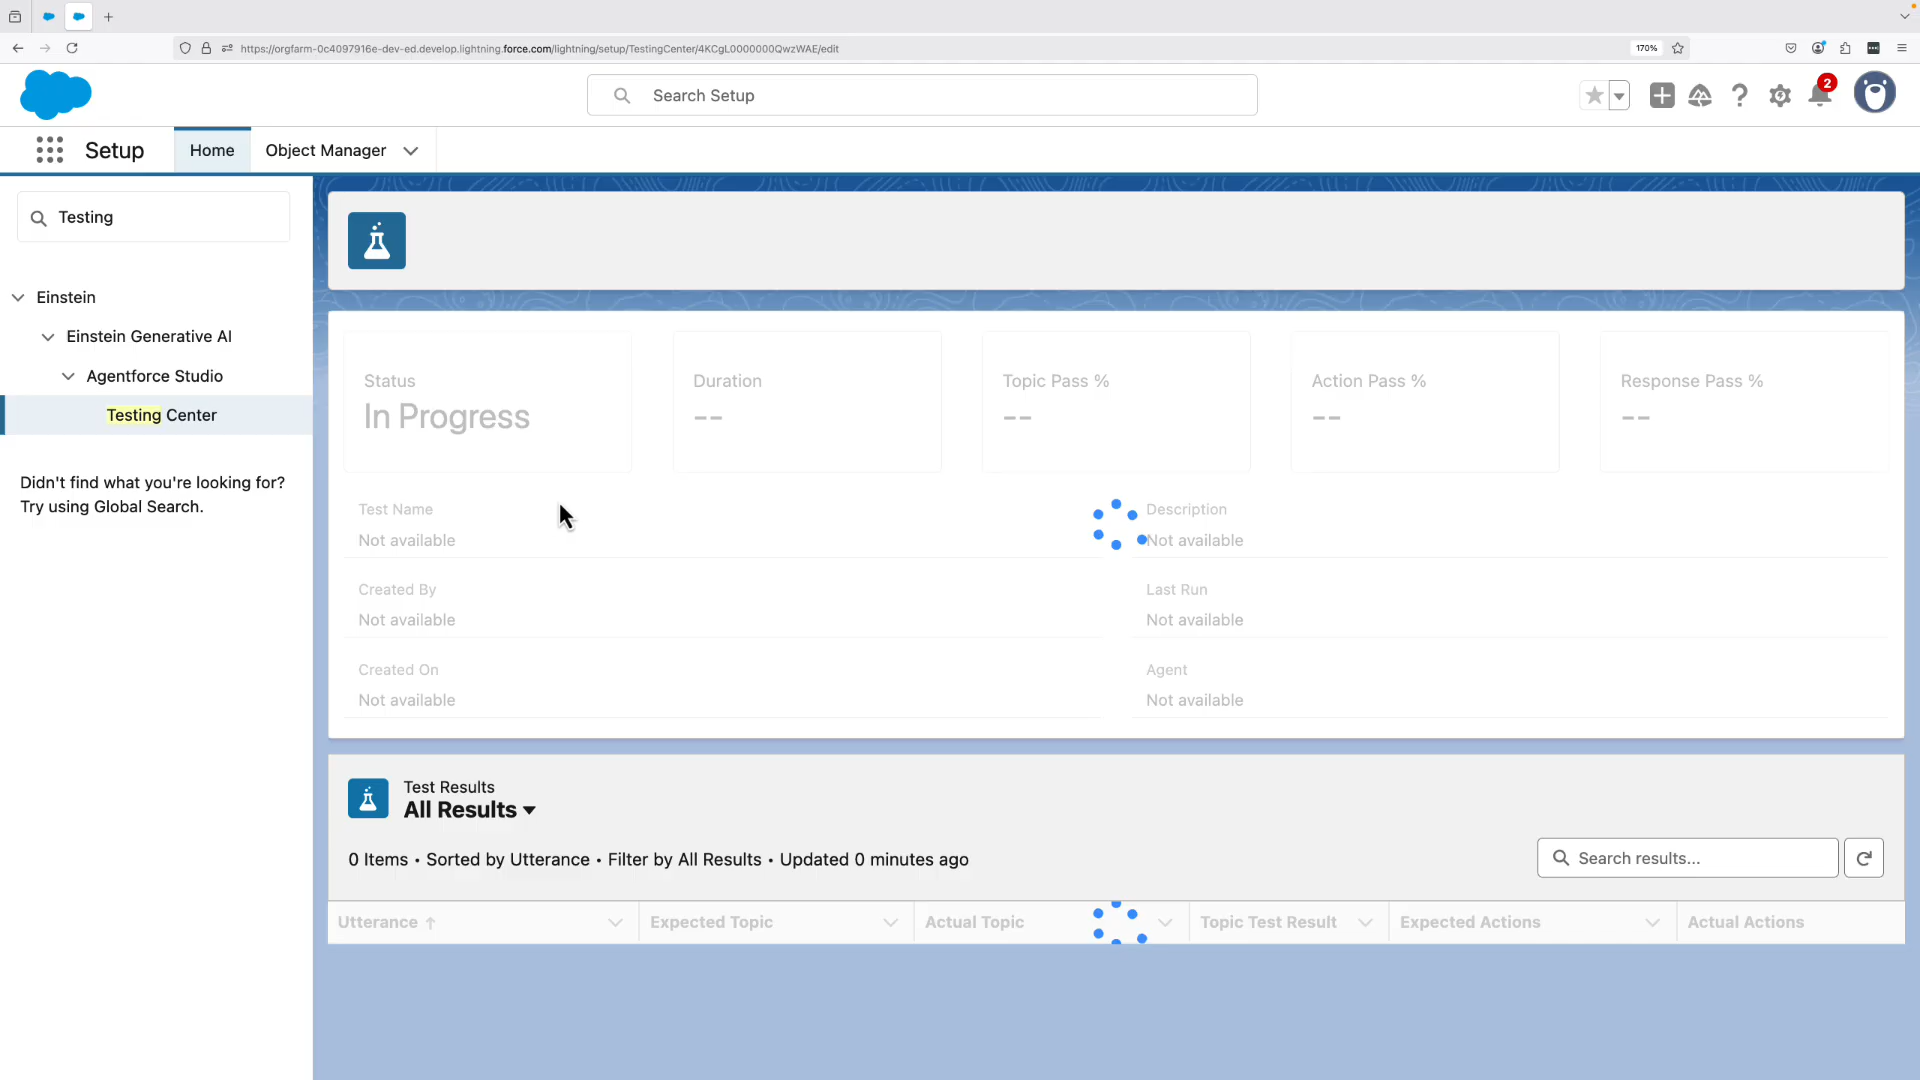 https://orgfarm-0c4097916e-dev-ed.develop.lightning.force.com/lightning/setup/TestingCenter/4KCgL0000000QwzWAE/edit
170%
Search Setup
2
Setup
Home
Object Manager
Testing
Einstein
Einstein Generative AI
Agentforce Studio
Testing Center
Didn't find what you're looking for?
Try using Global Search.
Status
In Progress
Duration
--
Topic Pass %
--
Action Pass %
--
Response Pass %
--
Test Name
Not available
Description
Not available
Created By
Not available
Last Run
Not available
Created On
Not available
Agent
Not available
Test Results
All Results
0 Items • Sorted by Utterance • Filter by All Results • Updated 0 minutes ago
Search results...
Utterance
Expected Topic
Actual Topic
Topic Test Result
Expected Actions
Actual Actions